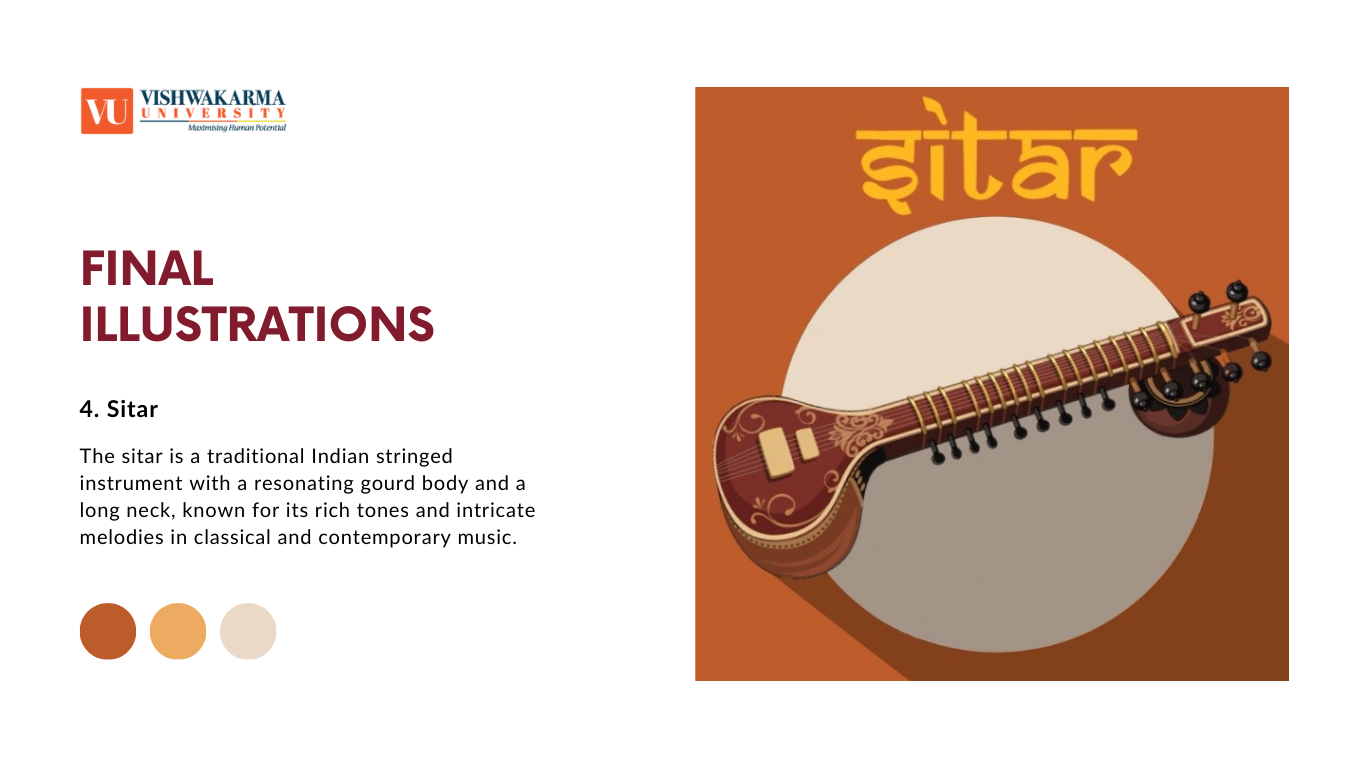 VU
VISHWAKARMA
UNIVERSITY
Maximising Human Potential
FINAL
ILLUSTRATIONS
4. Sitar
The sitar is a traditional Indian stringed
instrument with a resonating gourd body and a
long neck, known for its rich tones and intricate
melodies in classical and contemporary music.
sitar